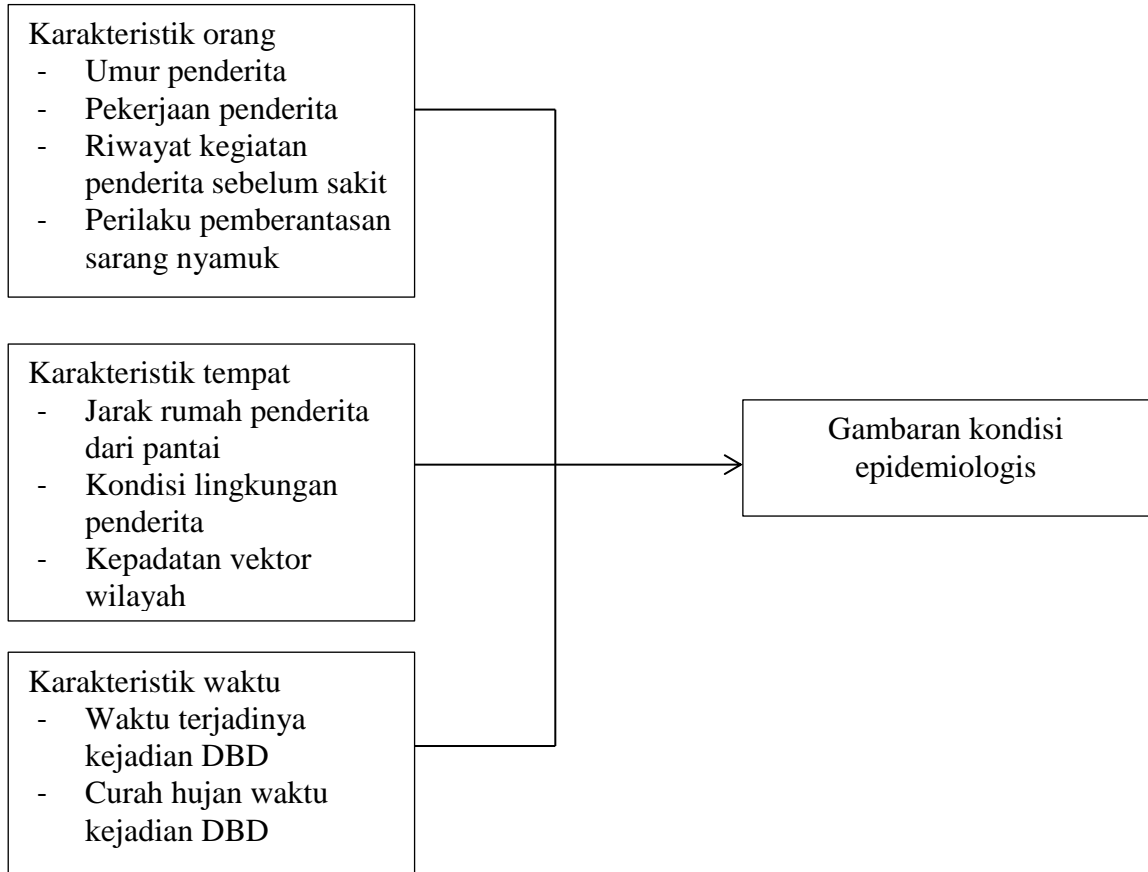 Karakteristik orang
- Umur penderita
- Pekerjaan penderita
- Riwayat kegiatan
penderita sebelum sakit
- Perilaku pemberantasan
sarang nyamuk
Karakteristik tempat
- Jarak rumah penderita
dari pantai
- Kondisi lingkungan
penderita
- Kepadatan vektor
wilayah
Karakteristik waktu
- Waktu terjadinya
kejadian DBD
- Curah hujan waktu
kejadian DBD
Gambaran kondisi
epidemiologis